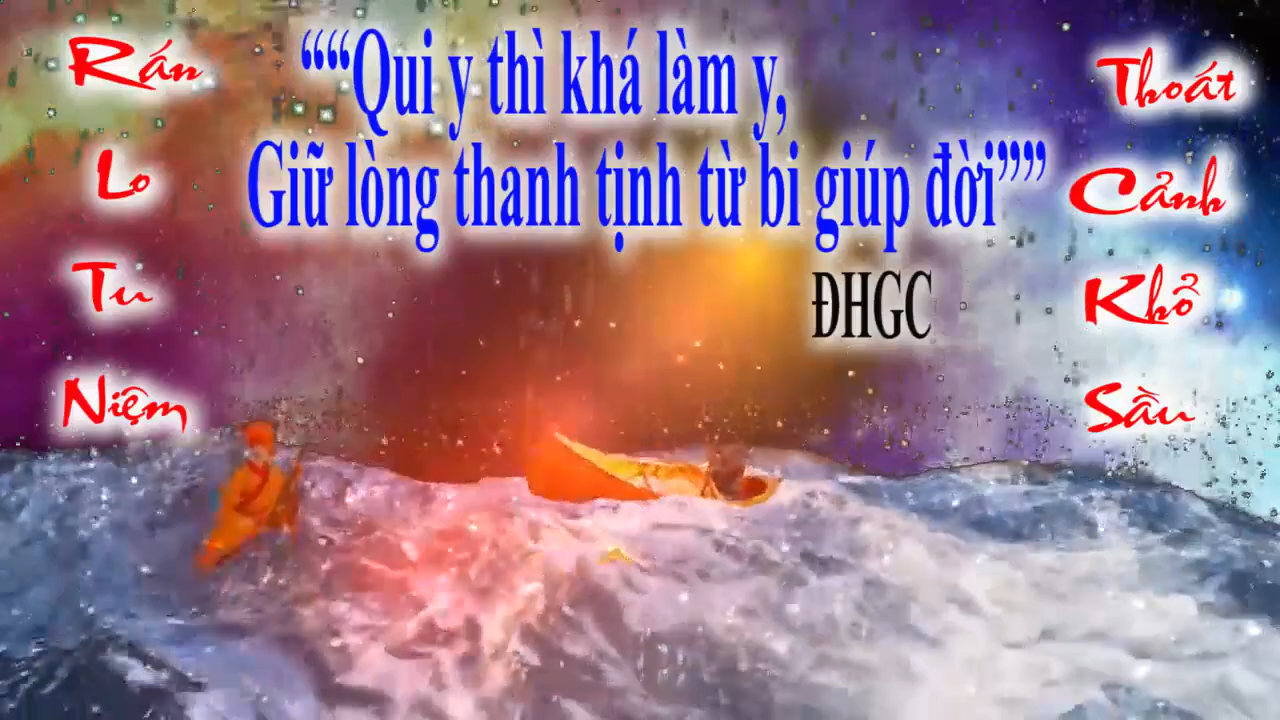 Rấn
Lo
Tu
Niệm
““Qui y thì khá làm y,
Giữ lòng thanh tịnh từ bi giúp đời””
ĐHGC
Thoát
Cảnh
Khổ
Sầu